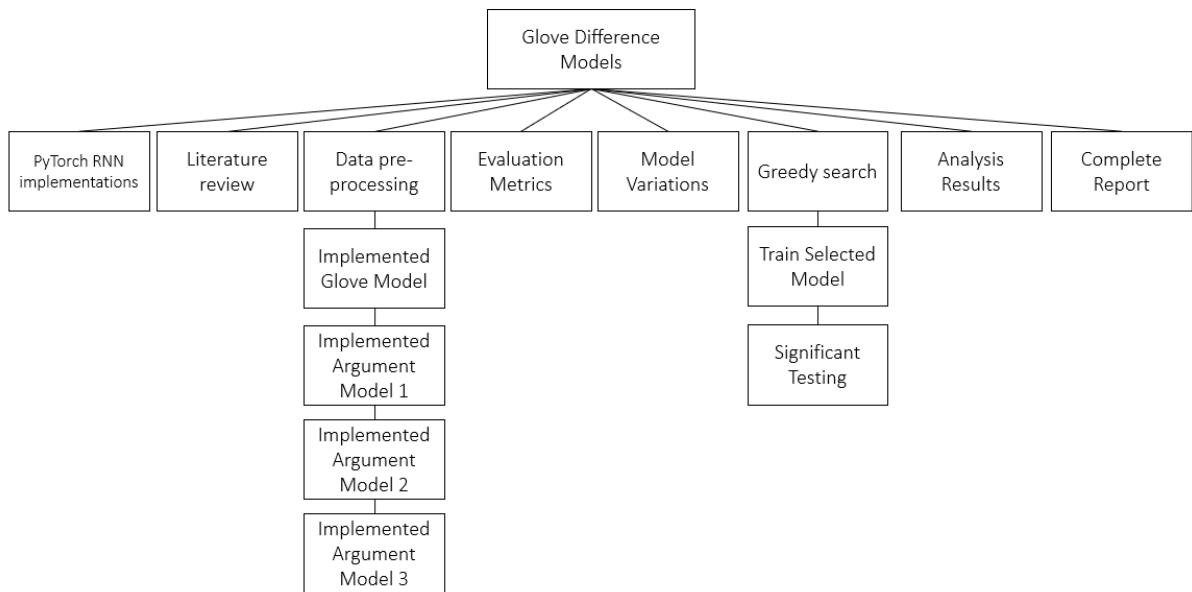 Glove Difference
Models
PyTorch RNN
implementations
Literature
review
Data pre-
processing
Evaluation
Metrics
Model
Variations
Greedy search
Analysis
Results
Complete
Report
Implemented
Glove Model
Train Selected
Model
Implemented
Argument
Model 1
Significant
Testing
Implemented
Argument
Model 2
Implemented
Argument
Model 3